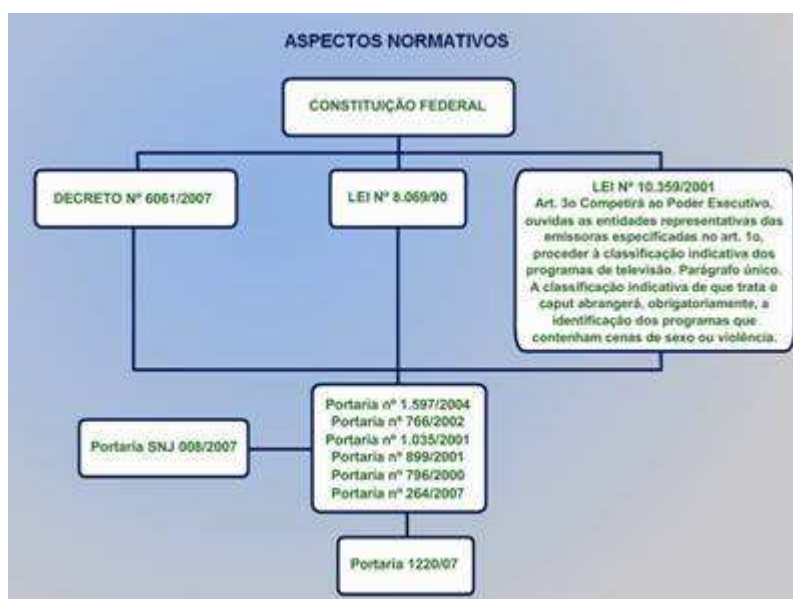 ASPECTOS NORMATIVOS
CONSTITUIÇÃO FEDERAL
DECRETO Nº 6061/2007
LEI Nº 8.069/90
LEI Nº 10.359/2001
Art. 3o Competirá ao Poder Executivo,
ouvidas as entidades representativas das
emissoras especificadas no art. 1o,
proceder à classificação indicativa dos
programas de televisão. Parágrafo único.
A classificação indicativa de que trata o
caput abrangerá, obrigatoriamente, a
identificação dos programas que
contenham cenas de sexo ou violência.
Portaria SNJ 008/2007
Portaria nº 1.597/2004
Portaria nº 766/2002
Portaria nº 1.035/2001
Portaria nº 899/2001
Portaria nº 796/2000
Portaria nº 264/2007
Portaria 1220/07